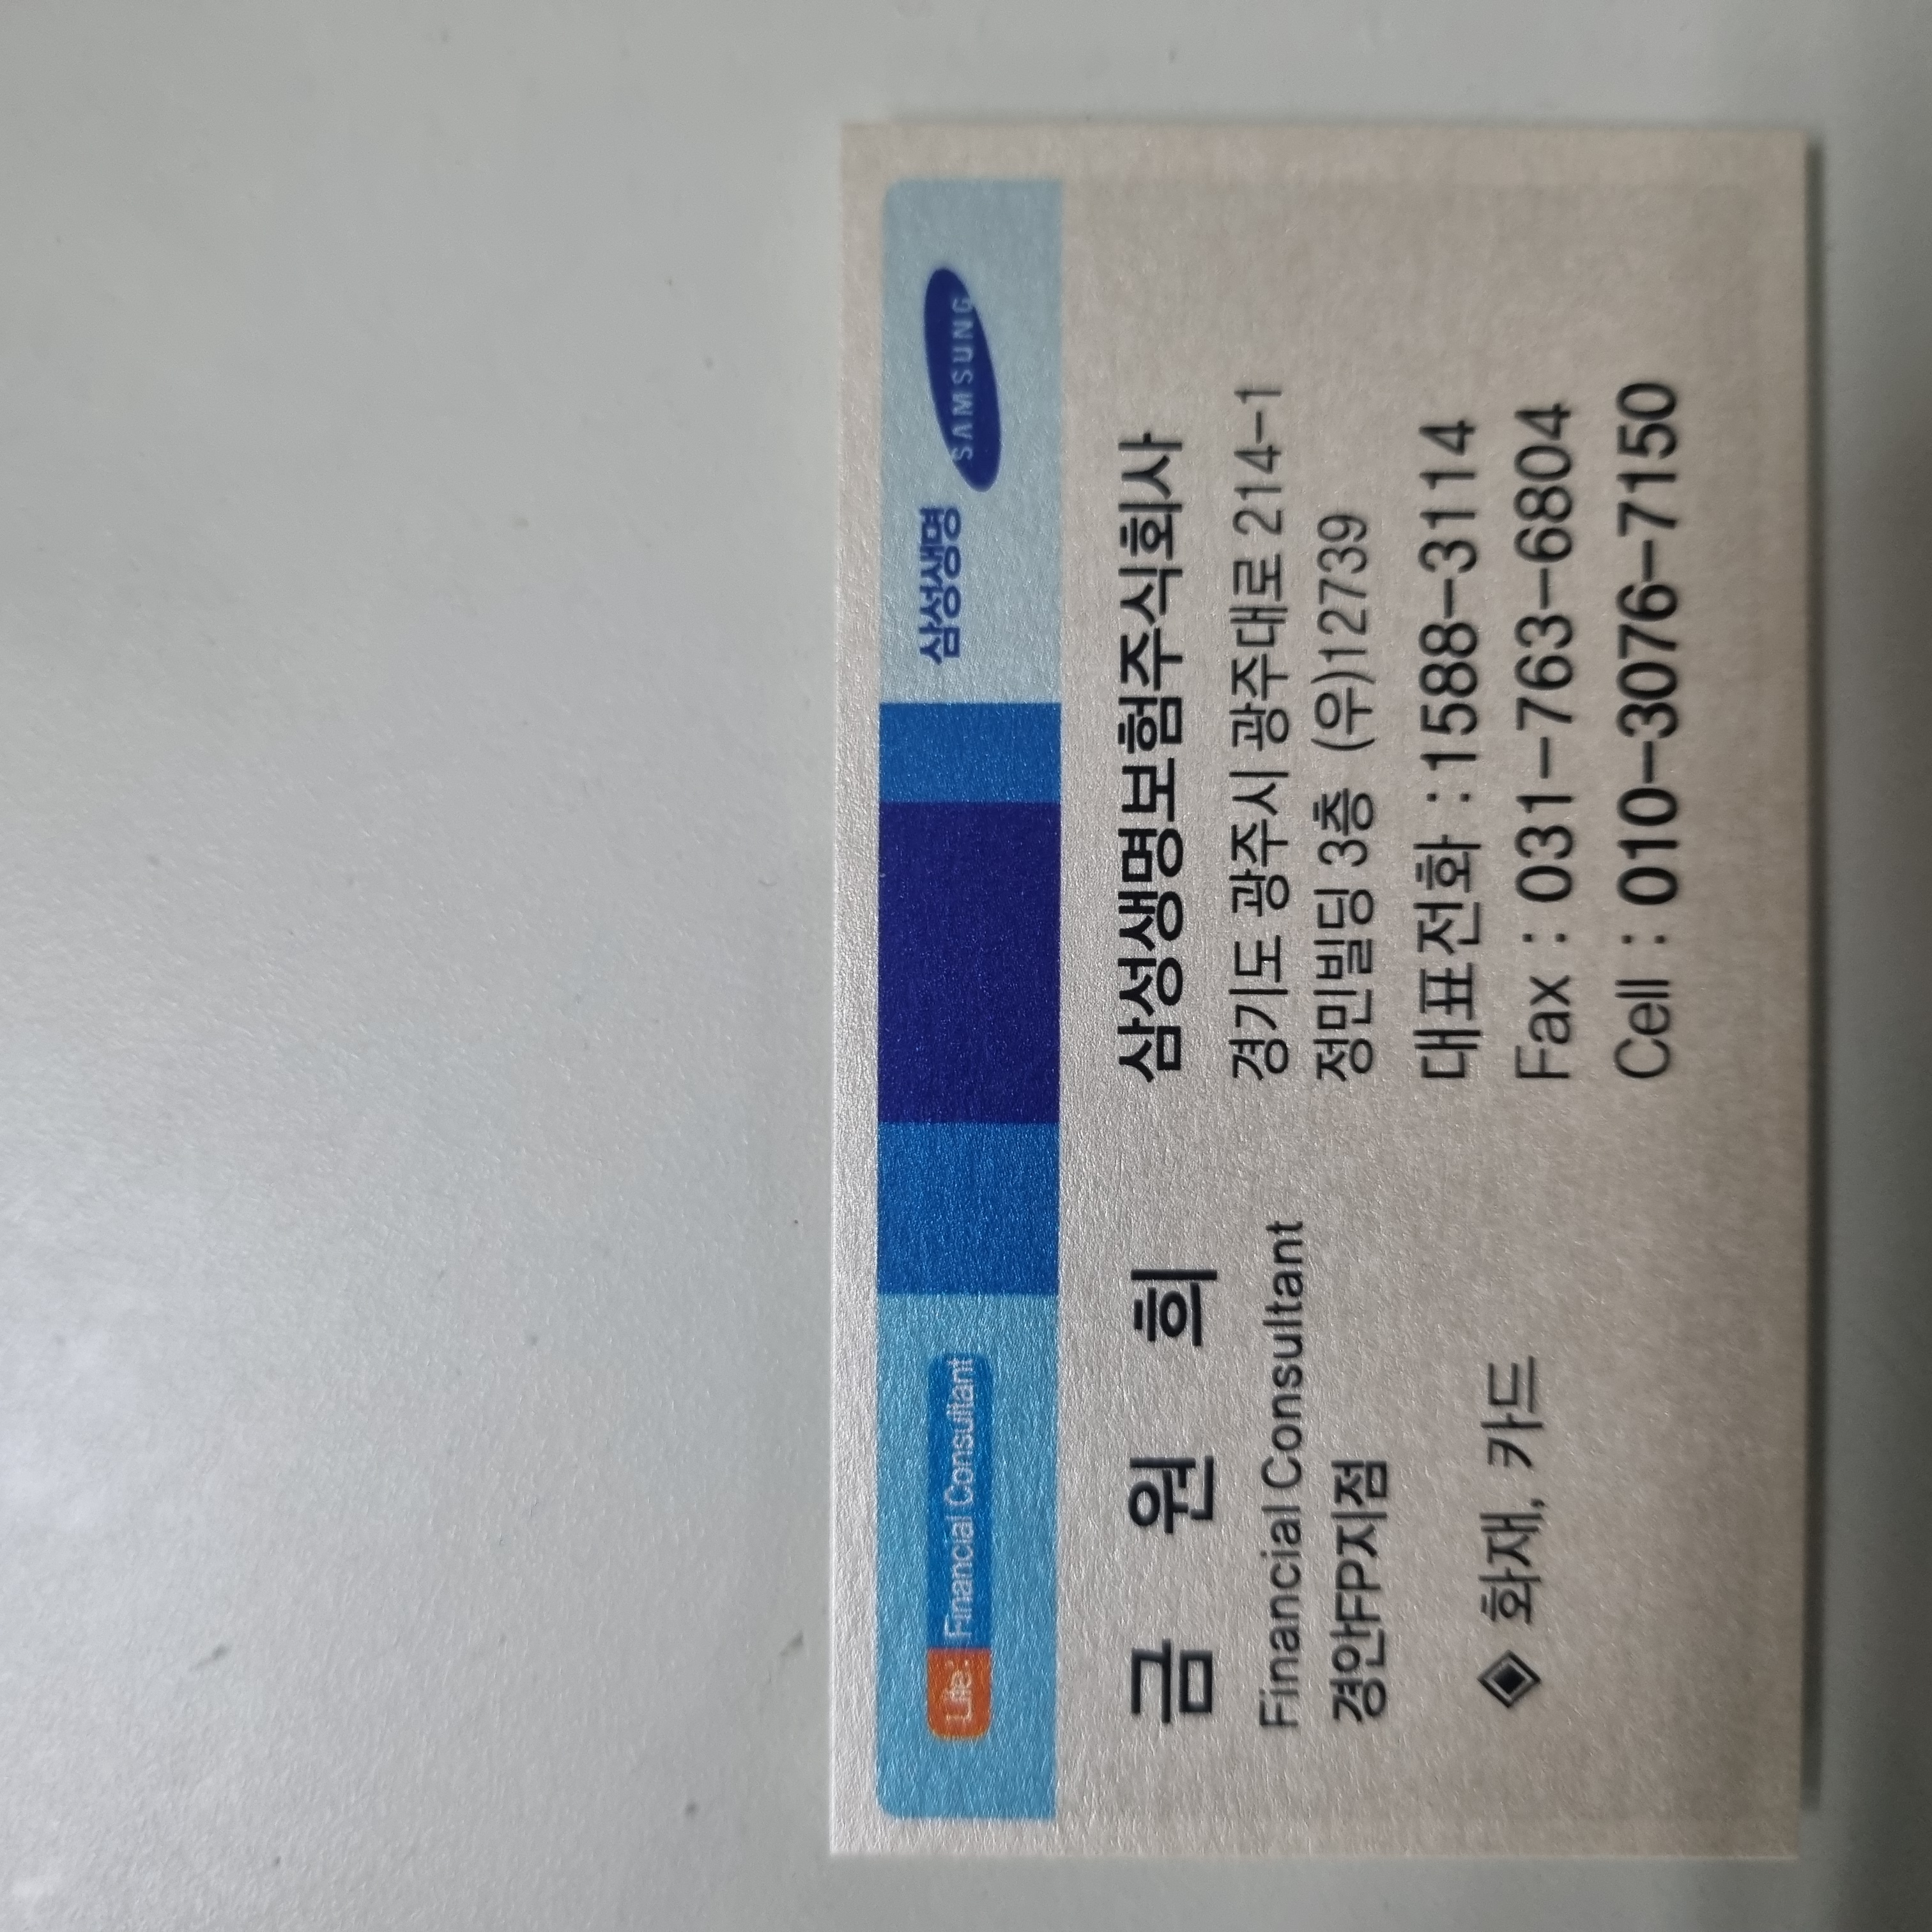 Life: Financial Consultant
삼성생명 SAMSUNG
금 원 희
Financial Consultant
경안FP지점
◈ 화재, 카드
삼성생명보험주식회사
경기도 광주시 광주대로 214-1
정민빌딩 3층 (우)12739
대표전화 : 1588-3114
Fax : 031-763-6804
Cell : 010-3076-7150